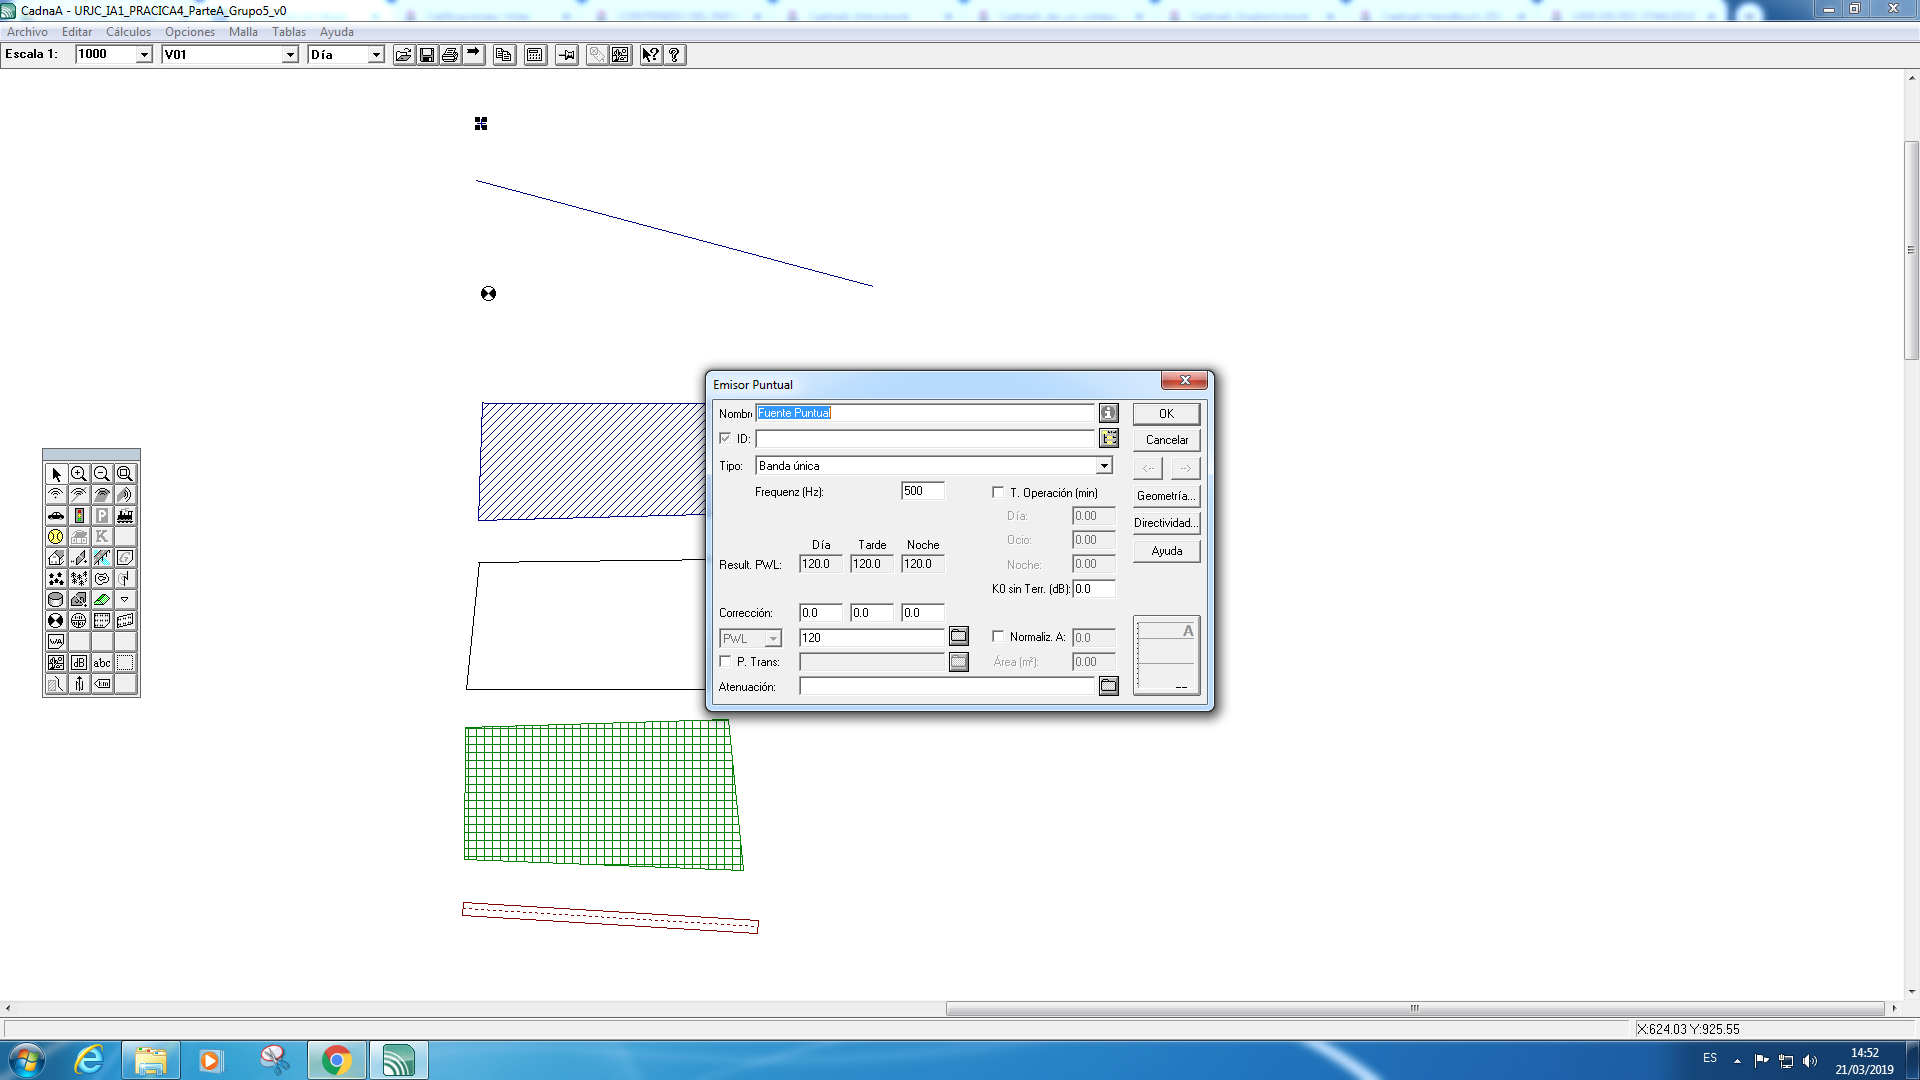 CadnaA - URJC_IA1_PRACICA4_ParteA_Grupo5_v0
Archivo Editar Cálculos Opciones Malla Tablas Ayuda
Escala 1: 1000 V01 Día
Emisor Puntual
Nombr Fuente Puntual OK
ID: Cancelar
Tipo: Banda única <-- -->
Frequenz (Hz): 500 T. Operación (min) Geometría...
Día: 0.00 Directividad...
Ocio: 0.00
Día Tarde Noche Ayuda
Result. PWL: 120.0 120.0 120.0 Noche: 0.00
K0 sin Terr. (dB): 0.0
Corrección: 0.0 0.0 0.0
PWL 120 Normaliz. A: 0.0 A
P. Trans: Área (m²): 0.00
Atenuación: --
P
K
WA
dB abc
km
X:624.03 Y:925.55
ES 14:52
21/03/2019